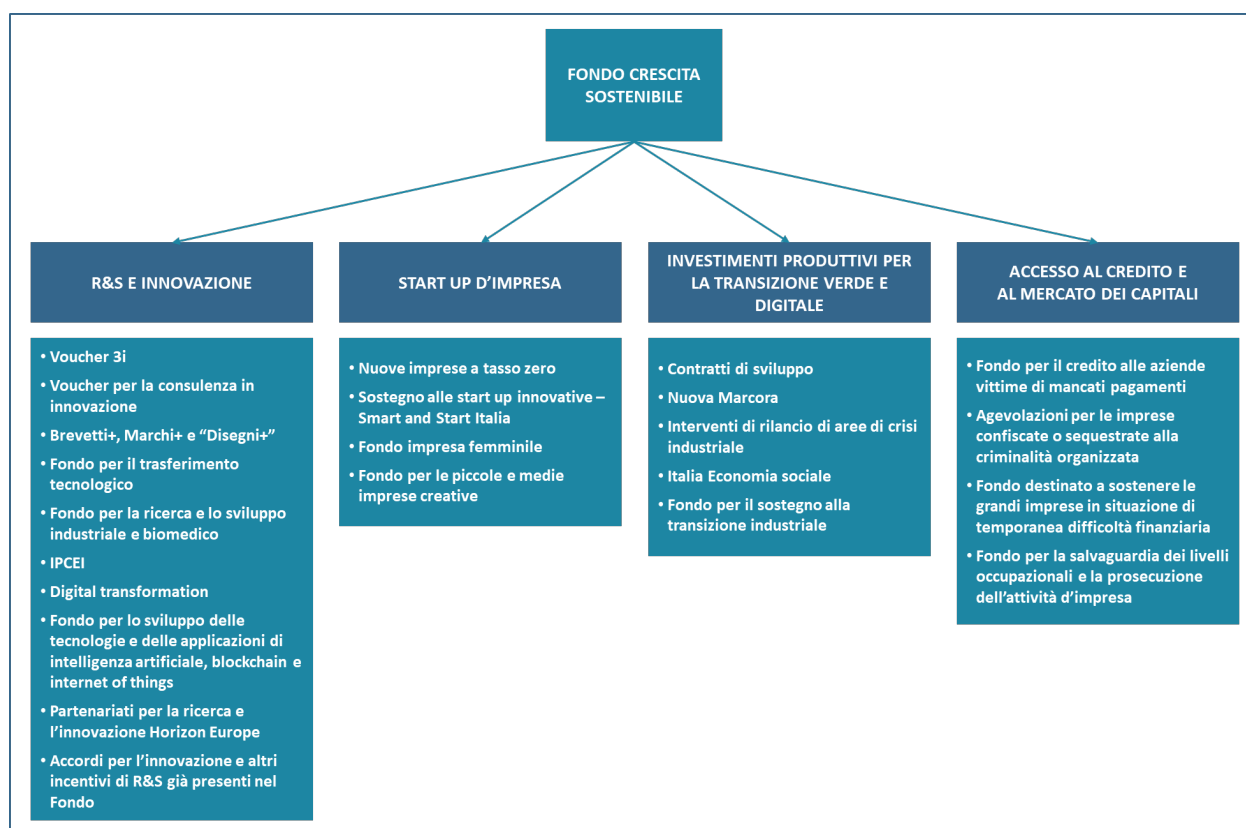 FONDO CRESCITA
SOSTENIBILE
R&S E INNOVAZIONE
• Voucher 3i
• Voucher per la consulenza in
innovazione
• Brevetti+, Marchi+ e “Disegni+”
• Fondo per il trasferimento
tecnologico
• Fondo per la ricerca e lo sviluppo
industriale e biomedico
• IPCEI
• Digital transformation
• Fondo per lo sviluppo delle
tecnologie e delle applicazioni di
intelligenza artificiale, blockchain e
internet of things
• Partenariati per la ricerca e
l’innovazione Horizon Europe
• Accordi per l’innovazione e altri
incentivi di R&S già presenti nel
Fondo
START UP D’IMPRESA
• Nuove imprese a tasso zero
• Sostegno alle start up innovative –
Smart and Start Italia
• Fondo impresa femminile
• Fondo per le piccole e medie
imprese creative
INVESTIMENTI PRODUTTIVI PER
LA TRANSIZIONE VERDE E
DIGITALE
• Contratti di sviluppo
• Nuova Marcora
• Interventi di rilancio di aree di crisi
industriale
• Italia Economia sociale
• Fondo per il sostegno alla
transizione industriale
ACCESSO AL CREDITO E
AL MERCATO DEI CAPITALI
• Fondo per il credito alle aziende
vittime di mancati pagamenti
• Agevolazioni per le imprese
confiscate o sequestrate alla
criminalità organizzata
• Fondo destinato a sostenere le
grandi imprese in situazione di
temporanea difficoltà finanziaria
• Fondo per la salvaguardia dei livelli
occupazionali e la prosecuzione
dell’attività d’impresa